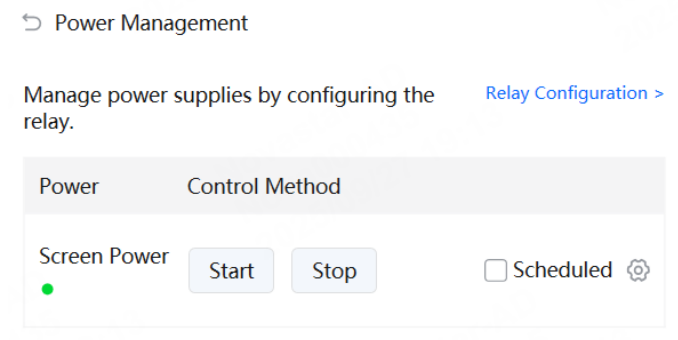 Power Management
Manage power supplies by configuring the
relay.
Relay Configuration >
Power Control Method
Screen Power
Start Stop Scheduled